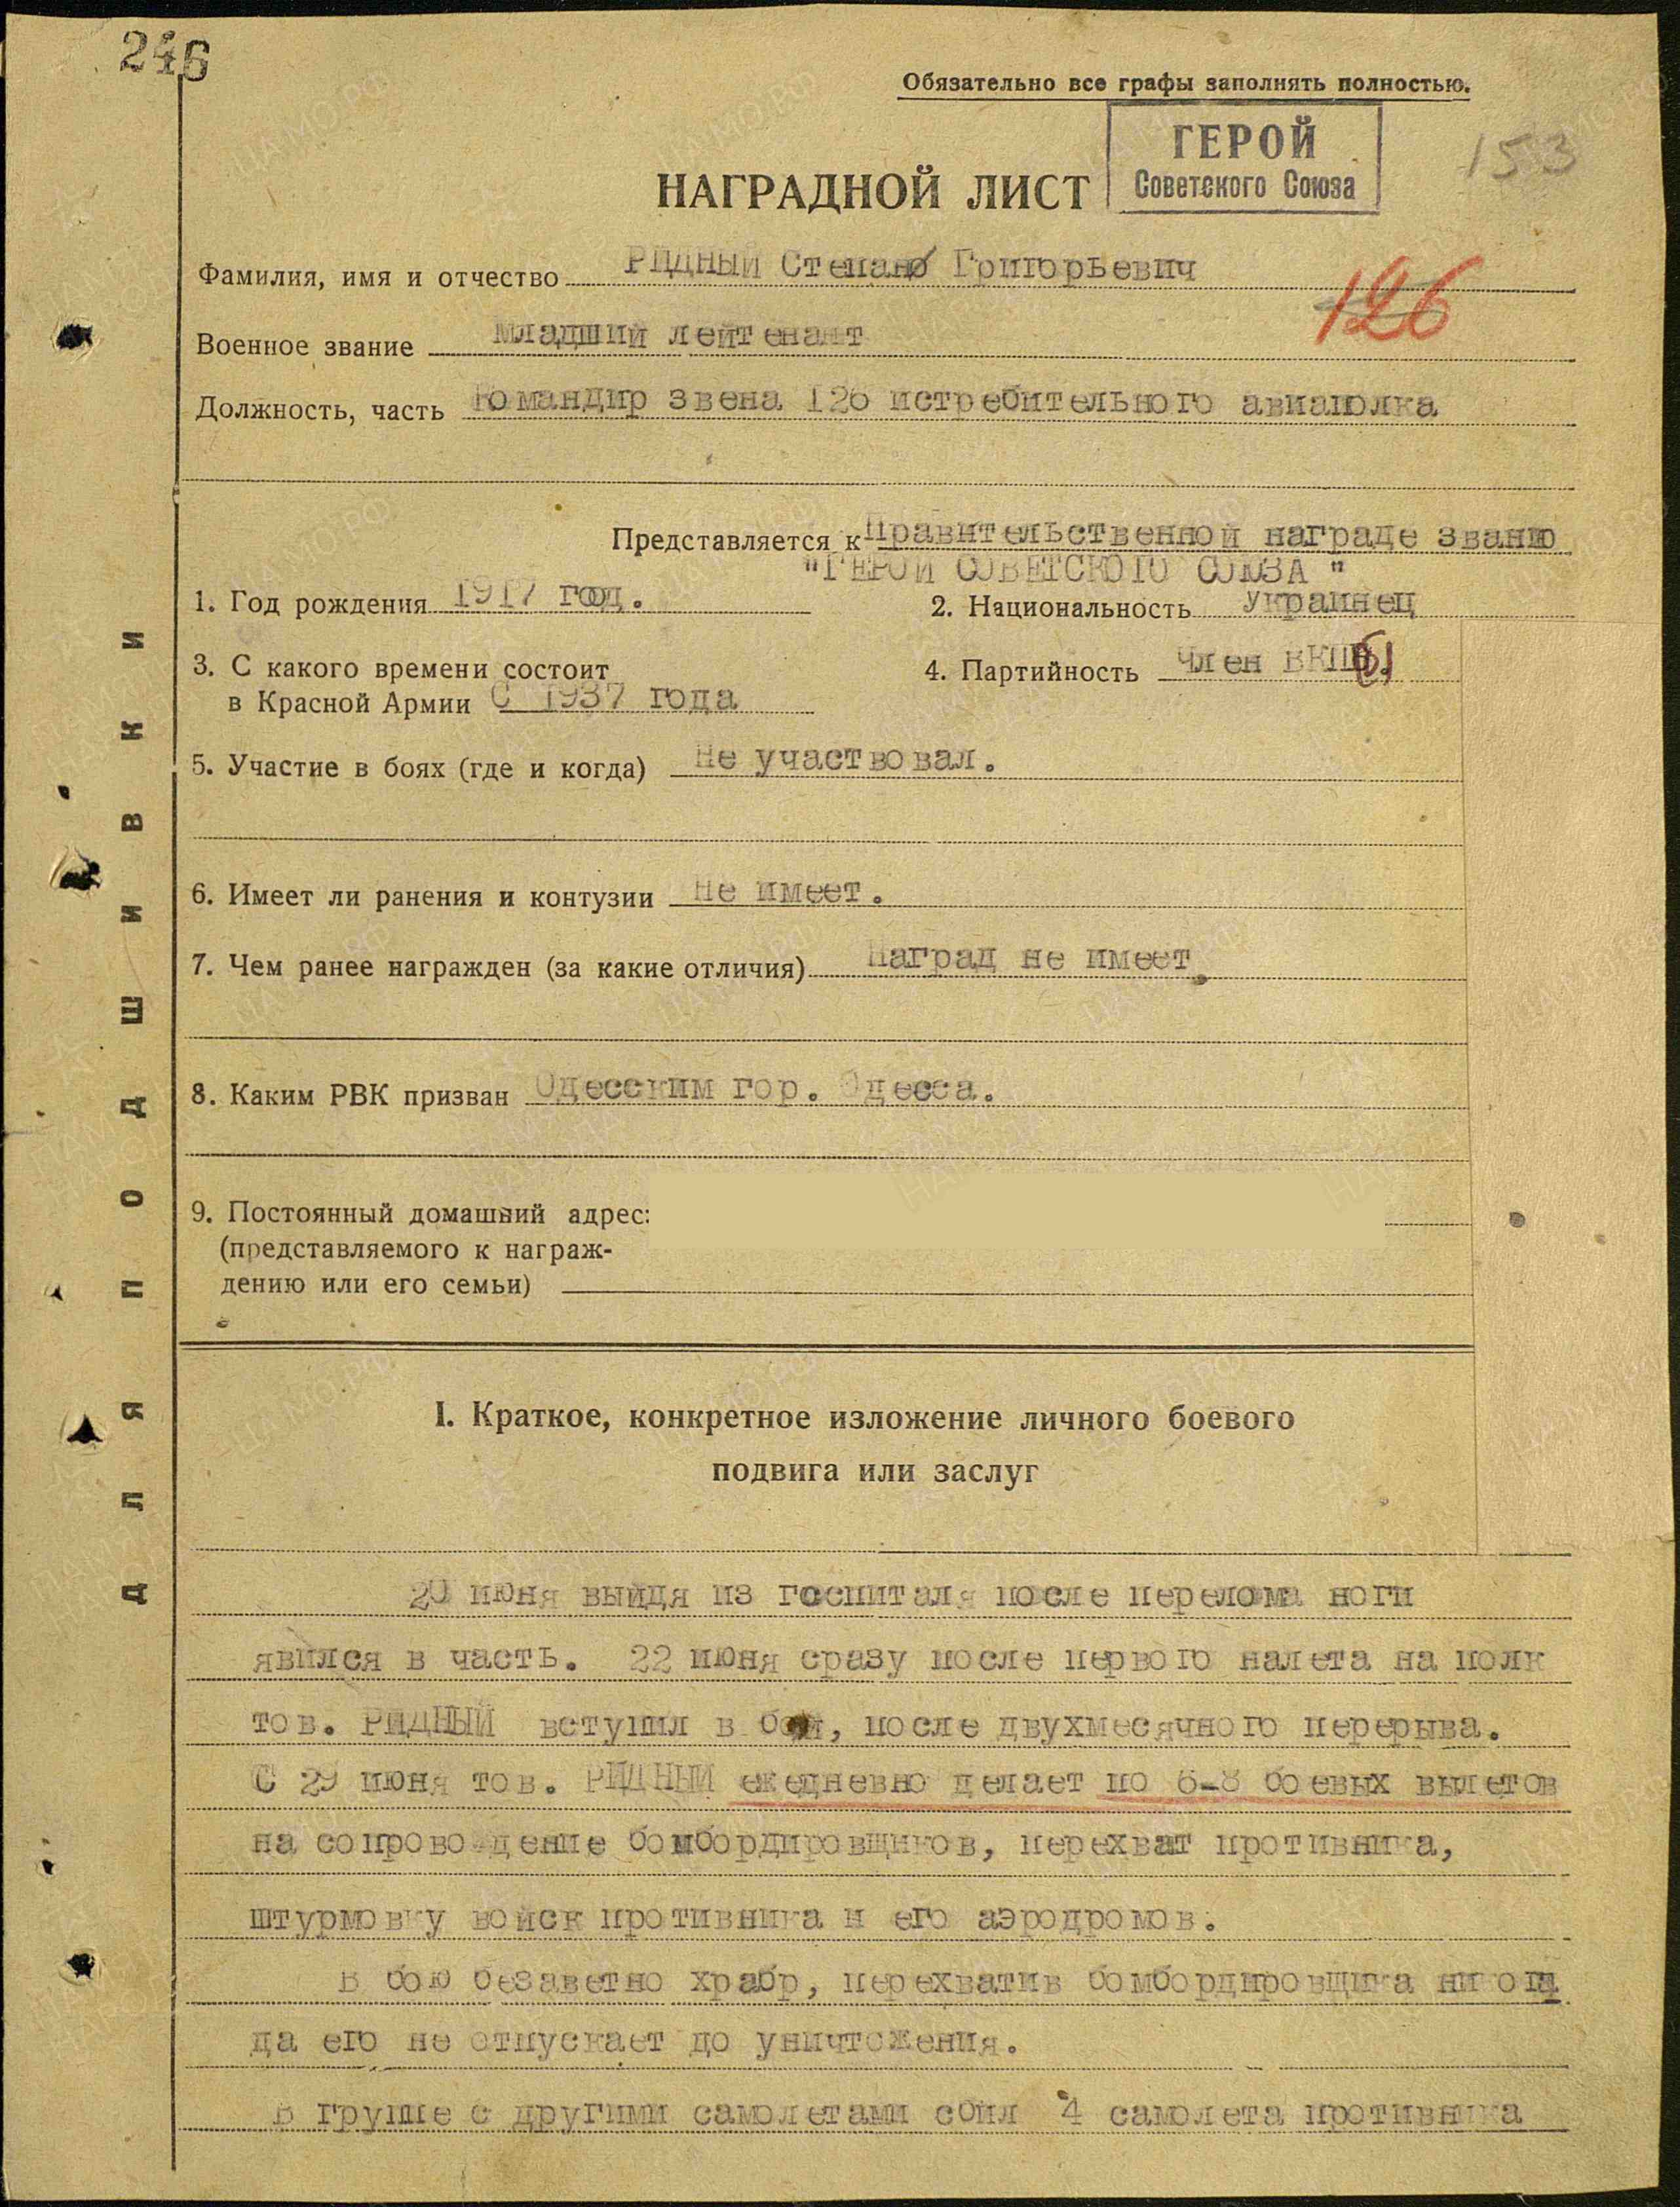 246
Обязательно все графы заполнять полностью.
ГЕРОЙ
Советского Союза
153
НАГРАДНОЙ ЛИСТ
Фамилия, имя и отчество РИДНЫЙ Степан Григорьевич
126
Военное звание младший лейтенант
Должность, часть Командир звена 126 истребительного авиаполка
Представляется к Правительственной награде званию
"ГЕРОЙ СОВЕТСКОГО СОЮЗА"
1. Год рождения 1917 год. 2. Национальность Украинец
3. С какого времени состоит
в Красной Армии С 1937 года
4. Партийность Член ВКП(б)
5. Участие в боях (где и когда) Не участвовал.
6. Имеет ли ранения и контузии Не имеет.
7. Чем ранее награжден (за какие отличия) Наград не имеет.
8. Каким РВК призван Одесским гор. Одесса.
9. Постоянный домашний адрес:
(представляемого к награж-
дению или его семьи)
I. Краткое, конкретное изложение личного боевого
подвига или заслуг
20 июня выйдя из госпиталя после перелома ноги
явился в часть. 22 июня сразу после первого налета на полк
тов. РИДНЫЙ вступил в бой, после двухмесячного перерыва.
С 29 июня тов. РИДНЫЙ ежедневно делает по 6-8 боевых вылетов
на сопровождение бомбордировщиков, перехват противника,
штурмовку войск противника и его аэродромов.
В бою безаветно храбр, перехватив бомбордировщика никог
да его не отпускает до уничтожения.
В группе с другими самолетами сбил 4 самолета противника
ДЛЯ ПОДШИВКИ
ЦАМО.РФ